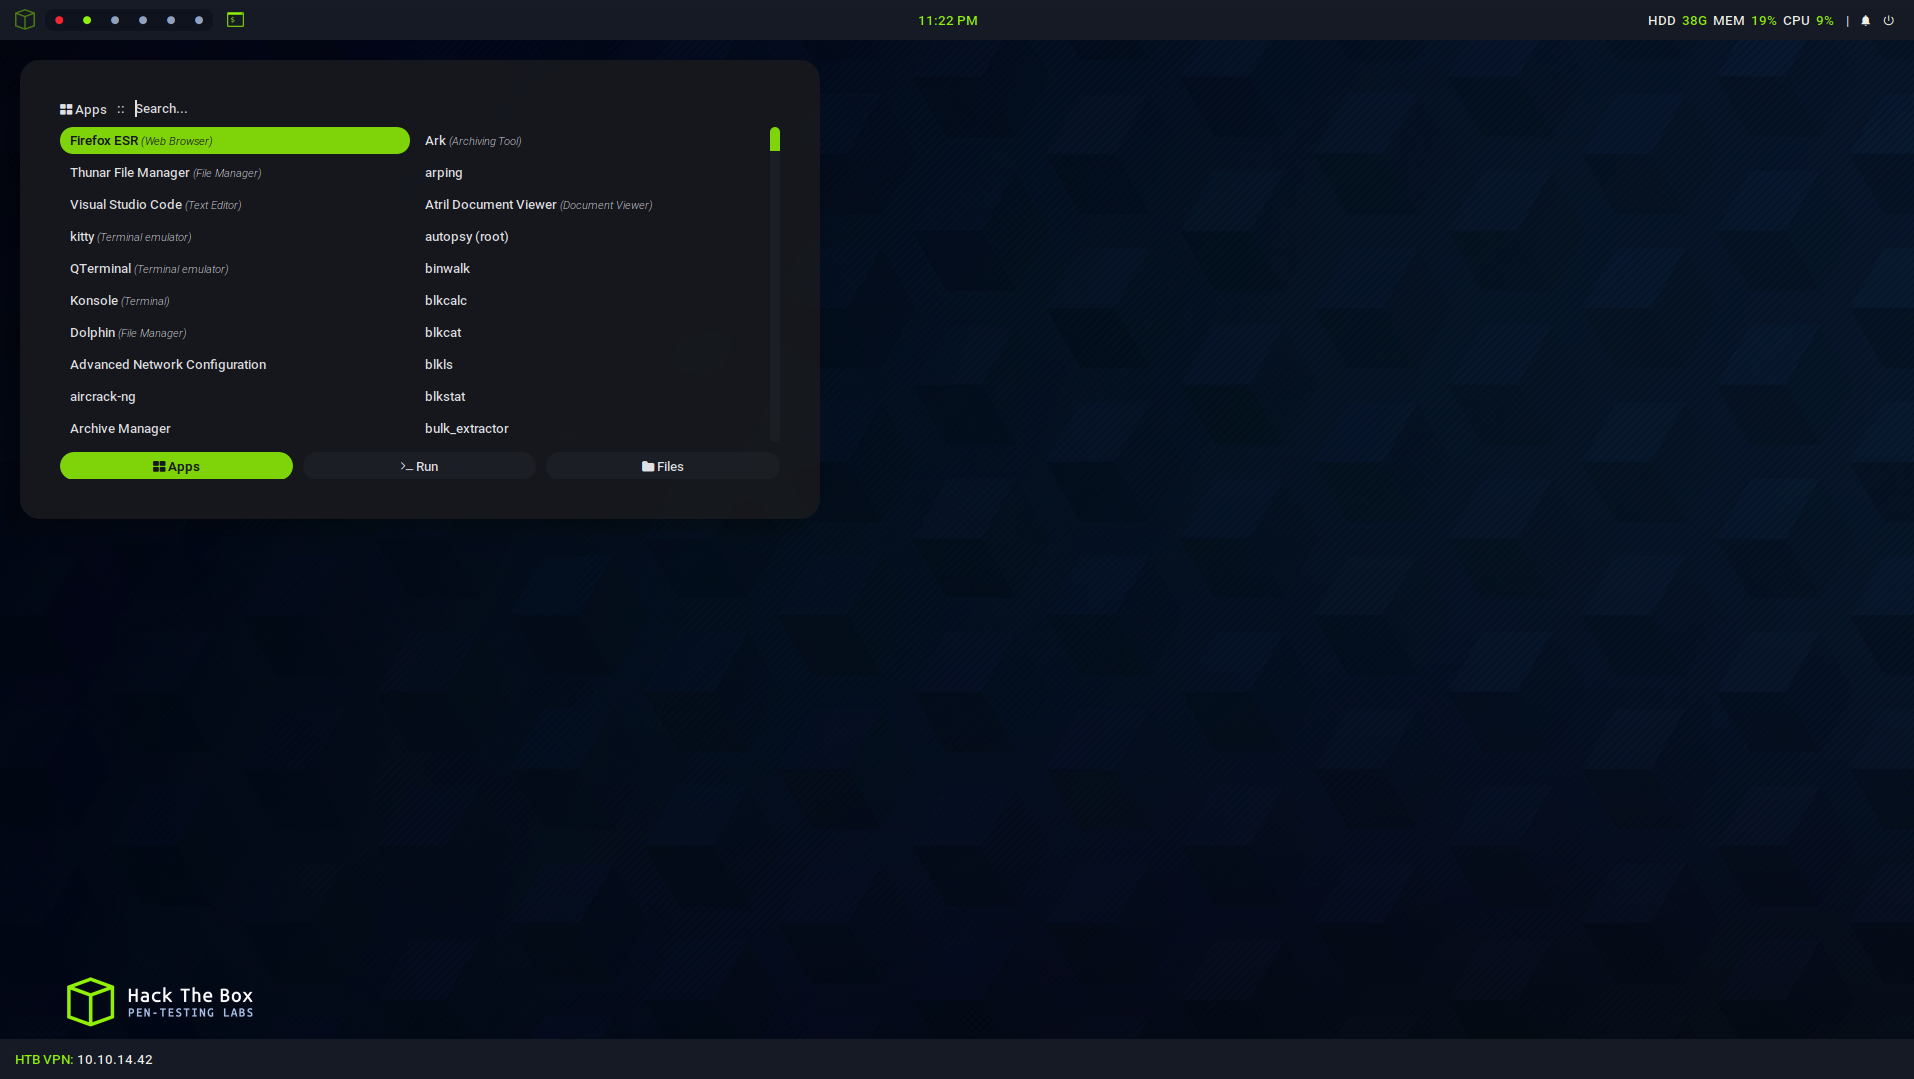 11:22 PM
HDD 38G MEM 19% CPU 9% |
Apps :: Search...
Firefox ESR (Web Browser)
Thunar File Manager (File Manager)
Visual Studio Code (Text Editor)
kitty (Terminal emulator)
QTerminal (Terminal emulator)
Konsole (Terminal)
Dolphin (File Manager)
Advanced Network Configuration
aircrack-ng
Archive Manager
Ark (Archiving Tool)
arping
Atril Document Viewer (Document Viewer)
autopsy (root)
binwalk
blkcalc
blkcat
blkls
blkstat
bulk_extractor
Apps
Run
Files
Hack The Box
PEN-TESTING LABS
HTB VPN: 10.10.14.42